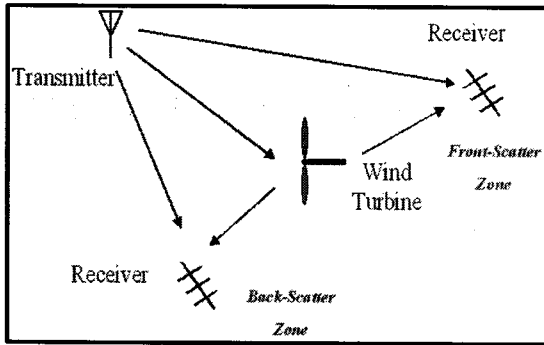 Receiver
Transmitter
Front-Scatter
Zone
Wind
Turbine
Receiver
Back-Scatter
Zone